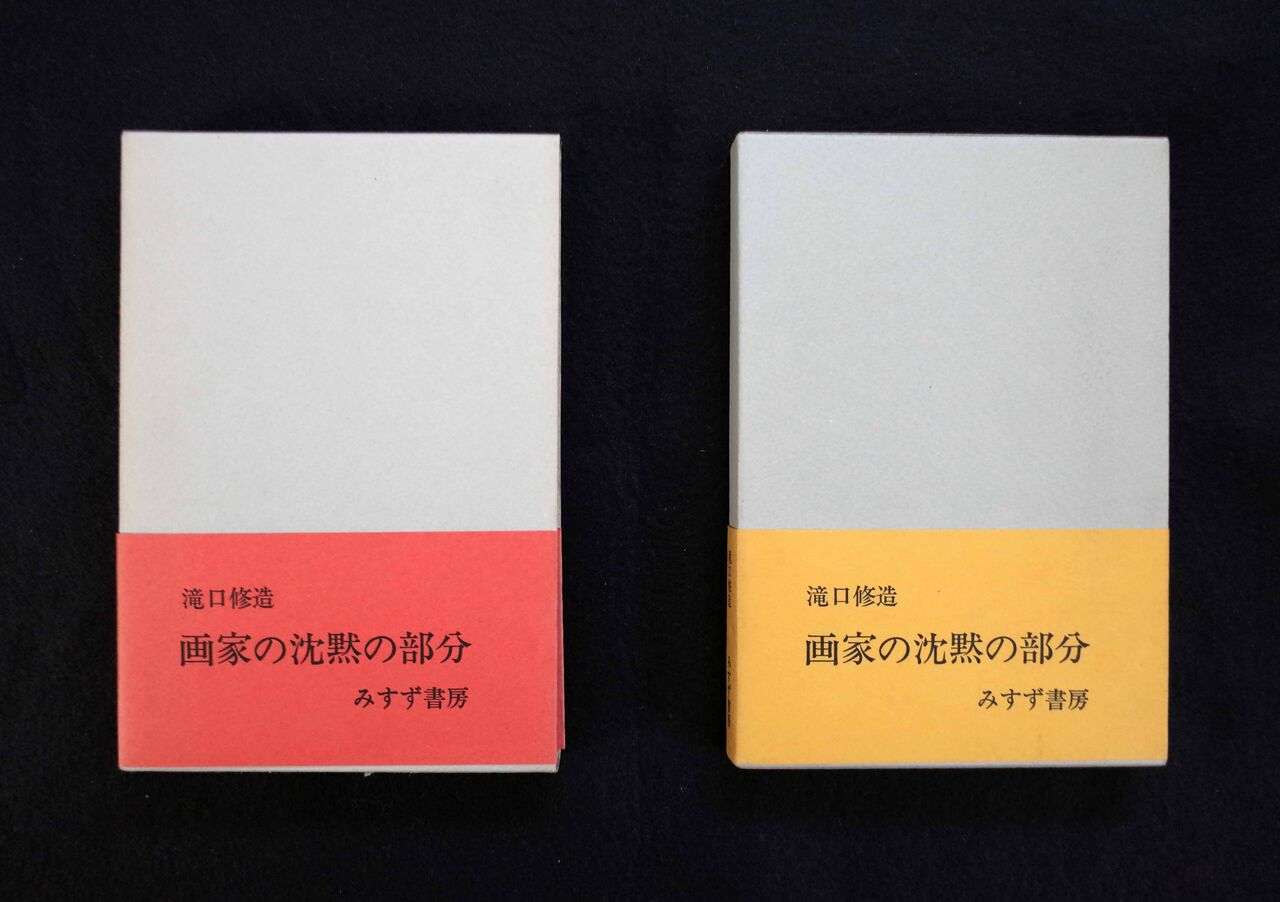 滝口修造
画家の沈黙の部分
みすず書房
滝口修造
画家の沈黙の部分
みすず書房